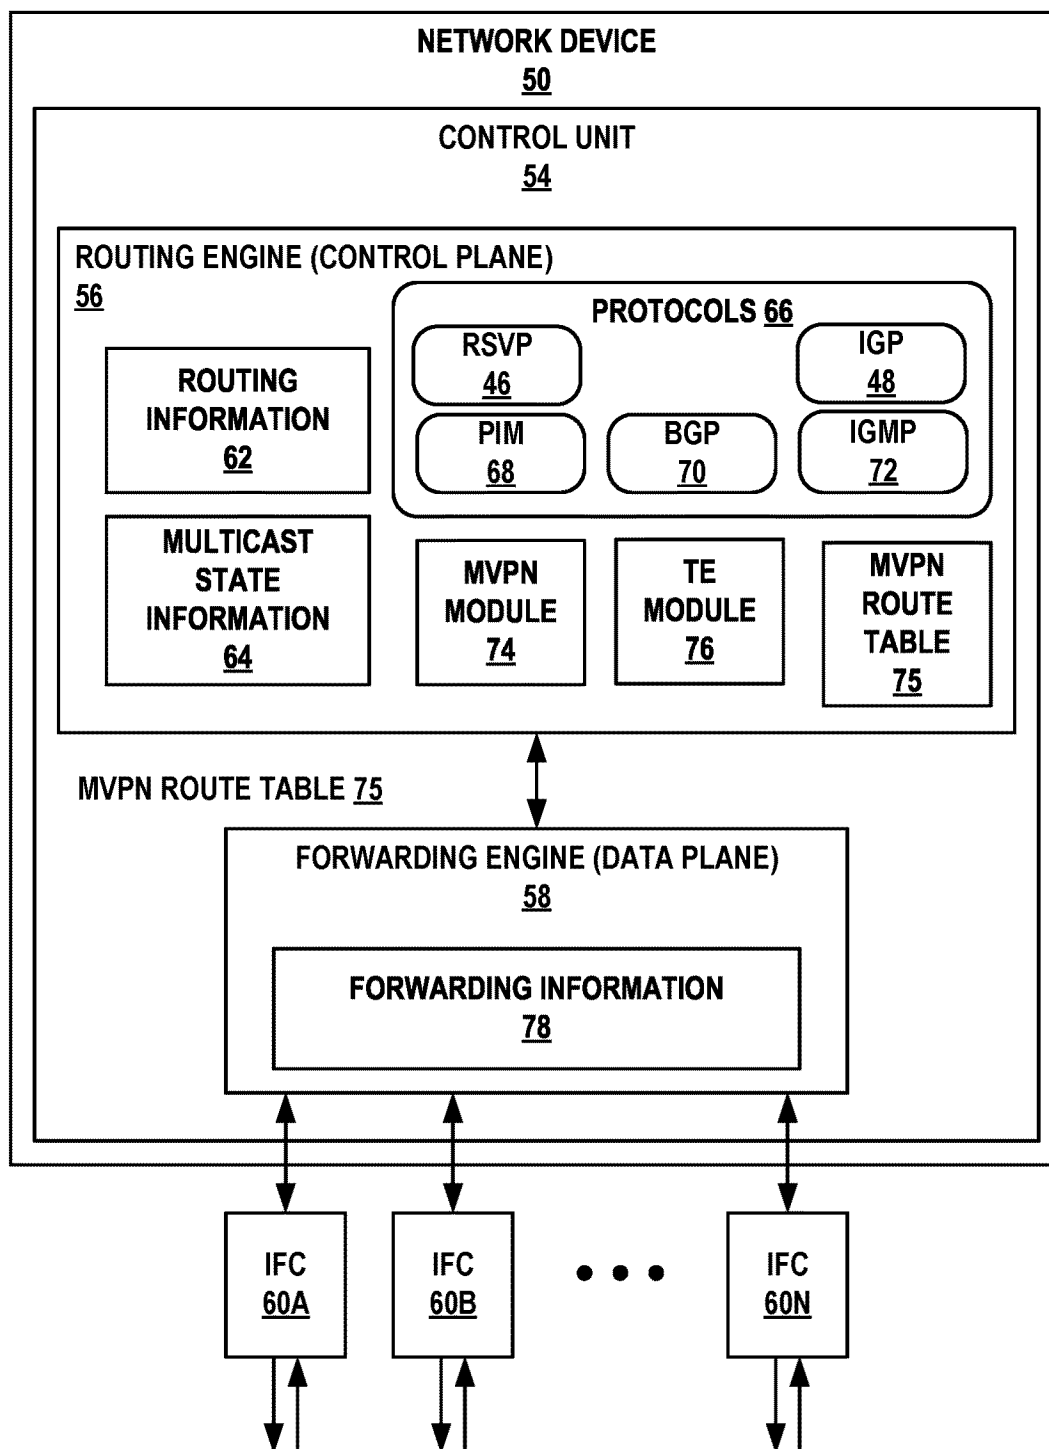 NETWORK DEVICE
50
CONTROL UNIT
54
ROUTING ENGINE (CONTROL PLANE)
56
PROTOCOLS 66
RSVP
46
IGP
48
PIM
68
BGP
70
IGMP
72
ROUTING
INFORMATION
62
MULTICAST
STATE
INFORMATION
64
MVPN
MODULE
74
TE
MODULE
76
MVPN
ROUTE
TABLE
75
MVPN ROUTE TABLE 75
FORWARDING ENGINE (DATA PLANE)
58
FORWARDING INFORMATION
78
IFC
60A
IFC
60B
IFC
60N